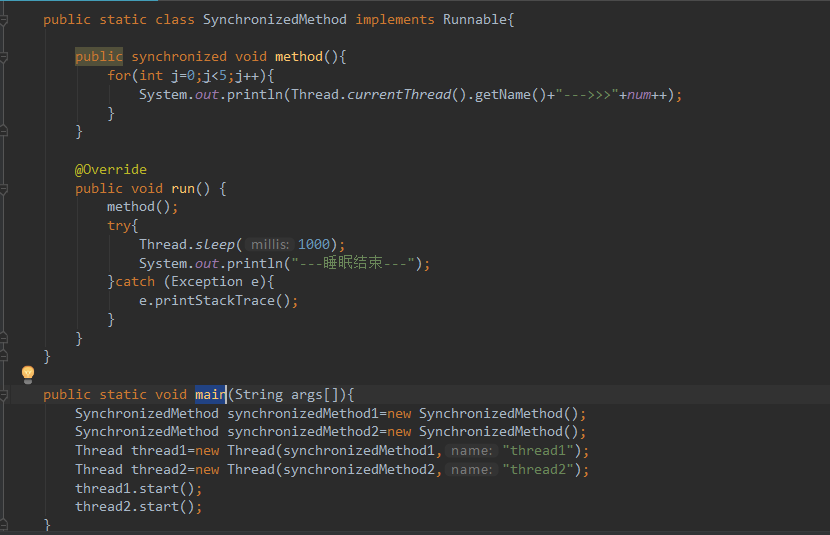 public static class SynchronizedMethod implements Runnable{
public synchronized void method(){
for(int j=0;j<5;j++){
System.out.println(Thread.currentThread().getName()+"--->>>"+num++);
}
}
@Override
public void run() {
method();
try{
Thread.sleep( millis: 1000);
System.out.println("---睡眠结束---");
}catch (Exception e){
e.printStackTrace();
}
}
}
public static void main(String args[]){
SynchronizedMethod synchronizedMethod1=new SynchronizedMethod();
SynchronizedMethod synchronizedMethod2=new SynchronizedMethod();
Thread thread1=new Thread(synchronizedMethod1, name: "thread1");
Thread thread2=new Thread(synchronizedMethod2, name: "thread2");
thread1.start();
thread2.start();
}